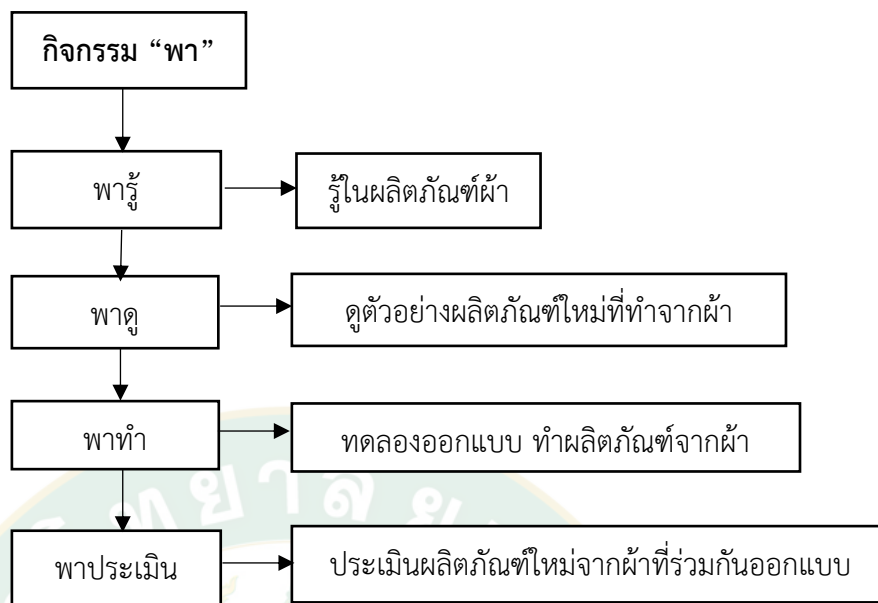 กิจกรรม “พา”
พารู้
รู้ในผลิตภัณฑ์ผ้า
พาดู
ดูตัวอย่างผลิตภัณฑ์ใหม่ที่ทำจากผ้า
พาทำ
ทดลองออกแบบ ทำผลิตภัณฑ์จากผ้า
พาประเมิน
ประเมินผลิตภัณฑ์ใหม่จากผ้าที่ร่วมกันออกแบบ